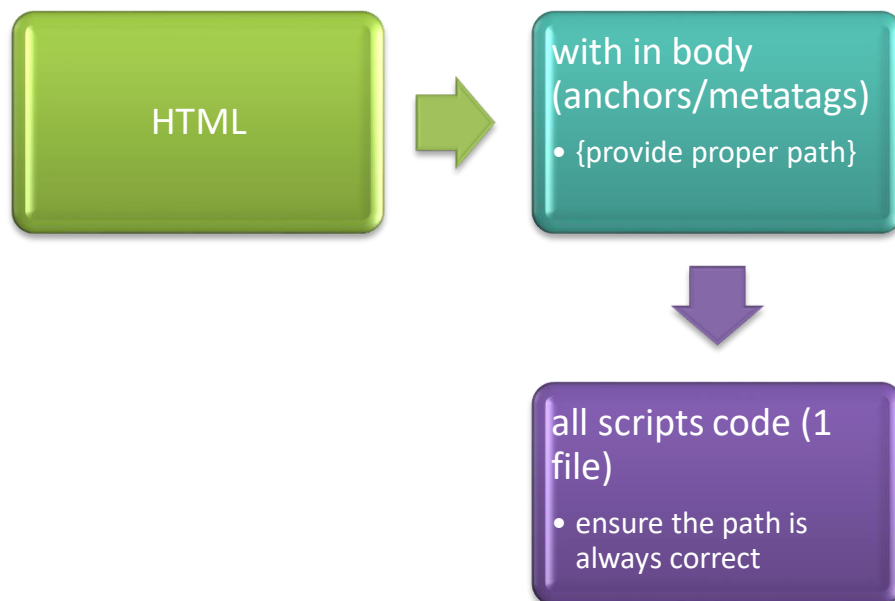 HTML
with in body
(anchors/metatags)
• {provide proper path}
all scripts code (1
file)
• ensure the path is
always correct